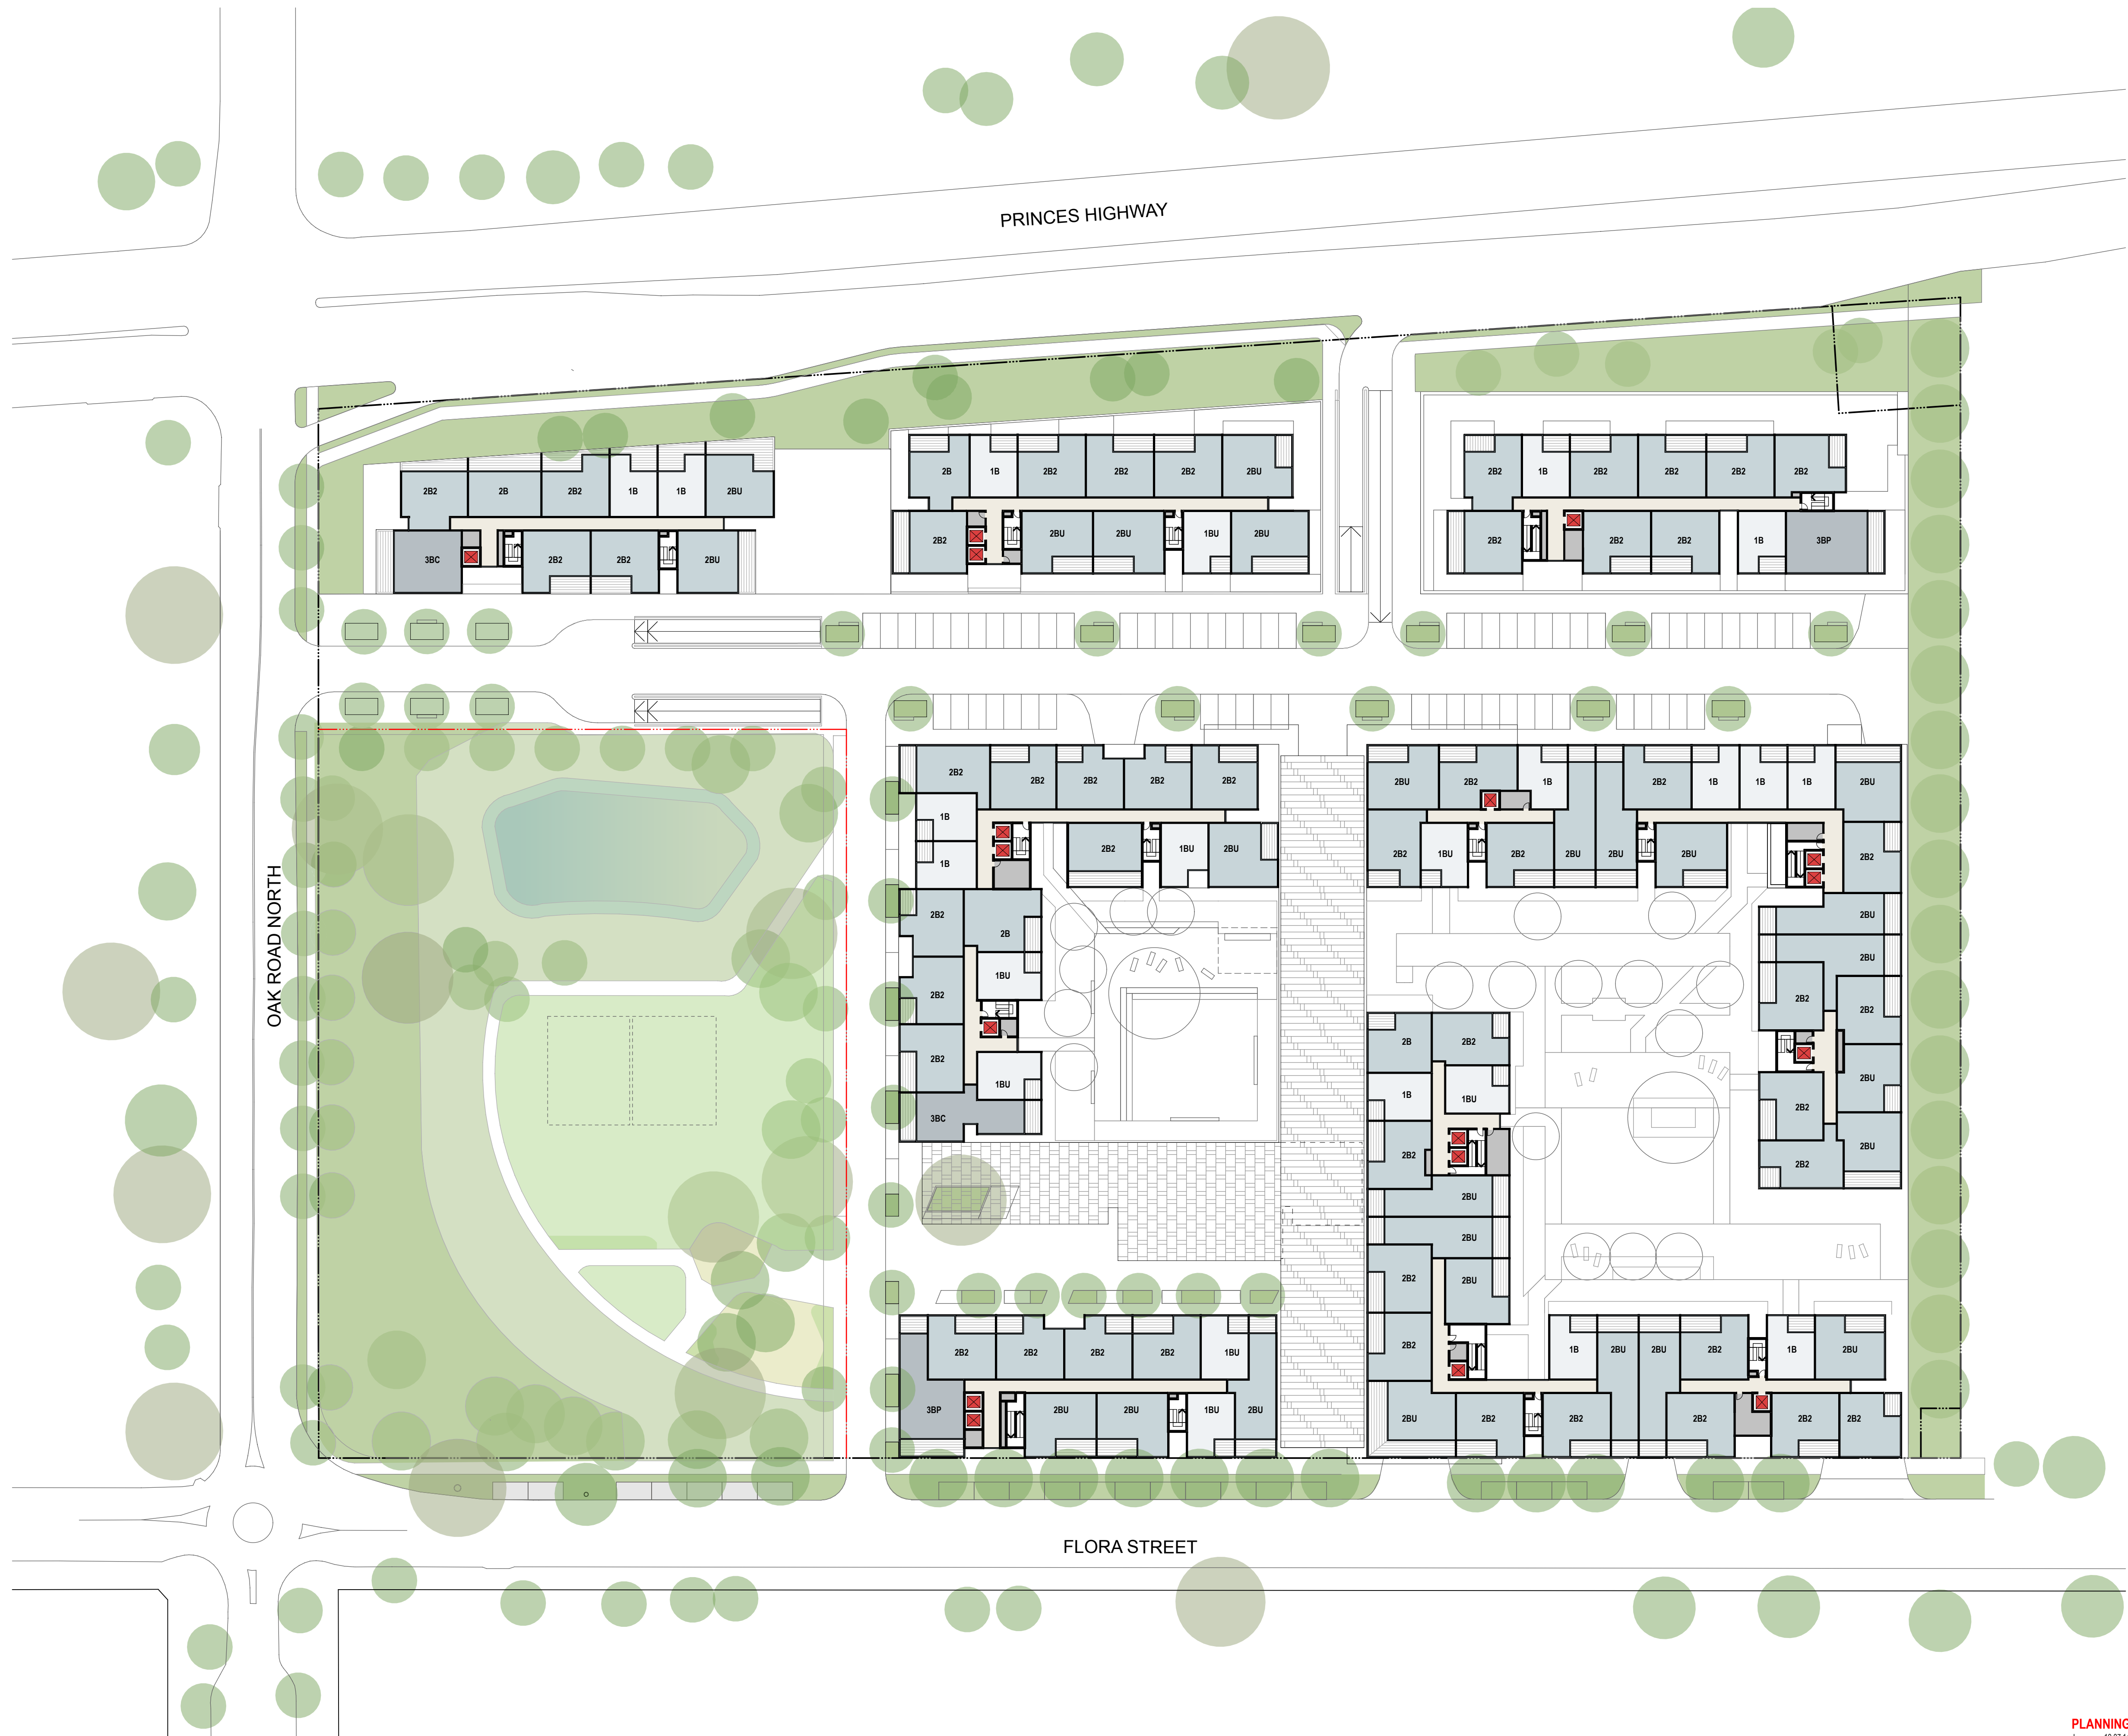 PRINCES HIGHWAY
2B 1B 2B2 2B2 2B2 2BU
2B2 1B 2B2 2B2 2B2 2B2
2B2 2B 2B2 1B 1B 2BU
2B2 2BU 2BU 1BU 2BU
2B2 2B2 2B2 1B 3BP
3BC 2B2 2B2 2BU
2B2 2B2 2B2 2B2 2B2
2BU 2B2 1B 2B2 1B 1B 1B 2BU
1B
2B2 1BU 2BU
2B2 1BU 2B2 2BU 2BU 2BU 2B2
1B
2B2
2BU
2B
OAK ROAD NORTH
2BU
1BU
2B2
2B2
2B2
2B 2B2
2B2
2BU
1BU
1B 1BU
2B2
3BC
2BU
2B2
2B2
2BU
2BU
2B2
2BU
2B2
2B2 2B2 2B2 2B2 1BU
1B 2BU 2BU 2B2 1B 2BU
3BP 2BU 2BU 1BU 2BU
2BU 2B2 2B2 2B2 2B2 2B2
FLORA STREET
PLANNING